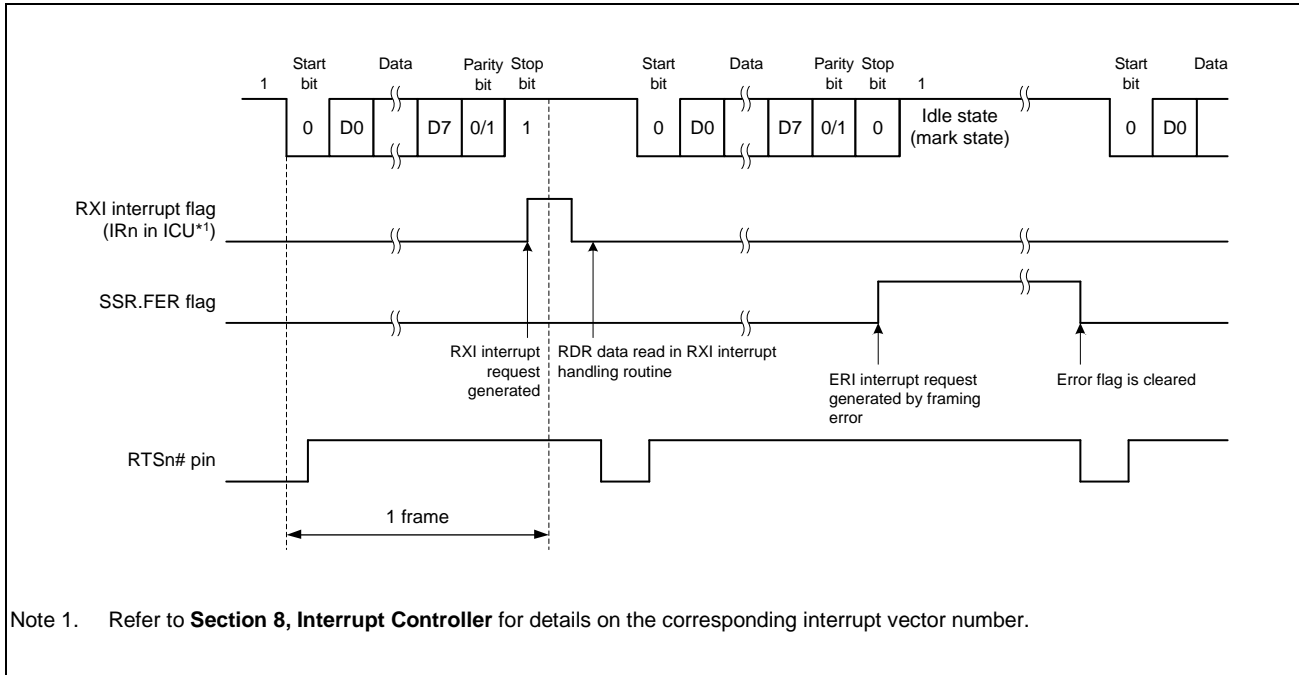 Start Data Parity Stop Start Data Parity Stop Start Data
1 bit bit bit bit bit bit 1 bit
0 D0 D7 0/1 1 0 D0 D7 0/1 0 Idle state (mark state) 0 D0
RXI interrupt flag
(IRn in ICU*1)
SSR.FER flag
RXI interrupt
request
generated
RDR data read in RXI interrupt
handling routine
ERI interrupt request
generated by framing
error
Error flag is cleared
RTSn# pin
1 frame
Note 1. Refer to Section 8, Interrupt Controller for details on the corresponding interrupt vector number.